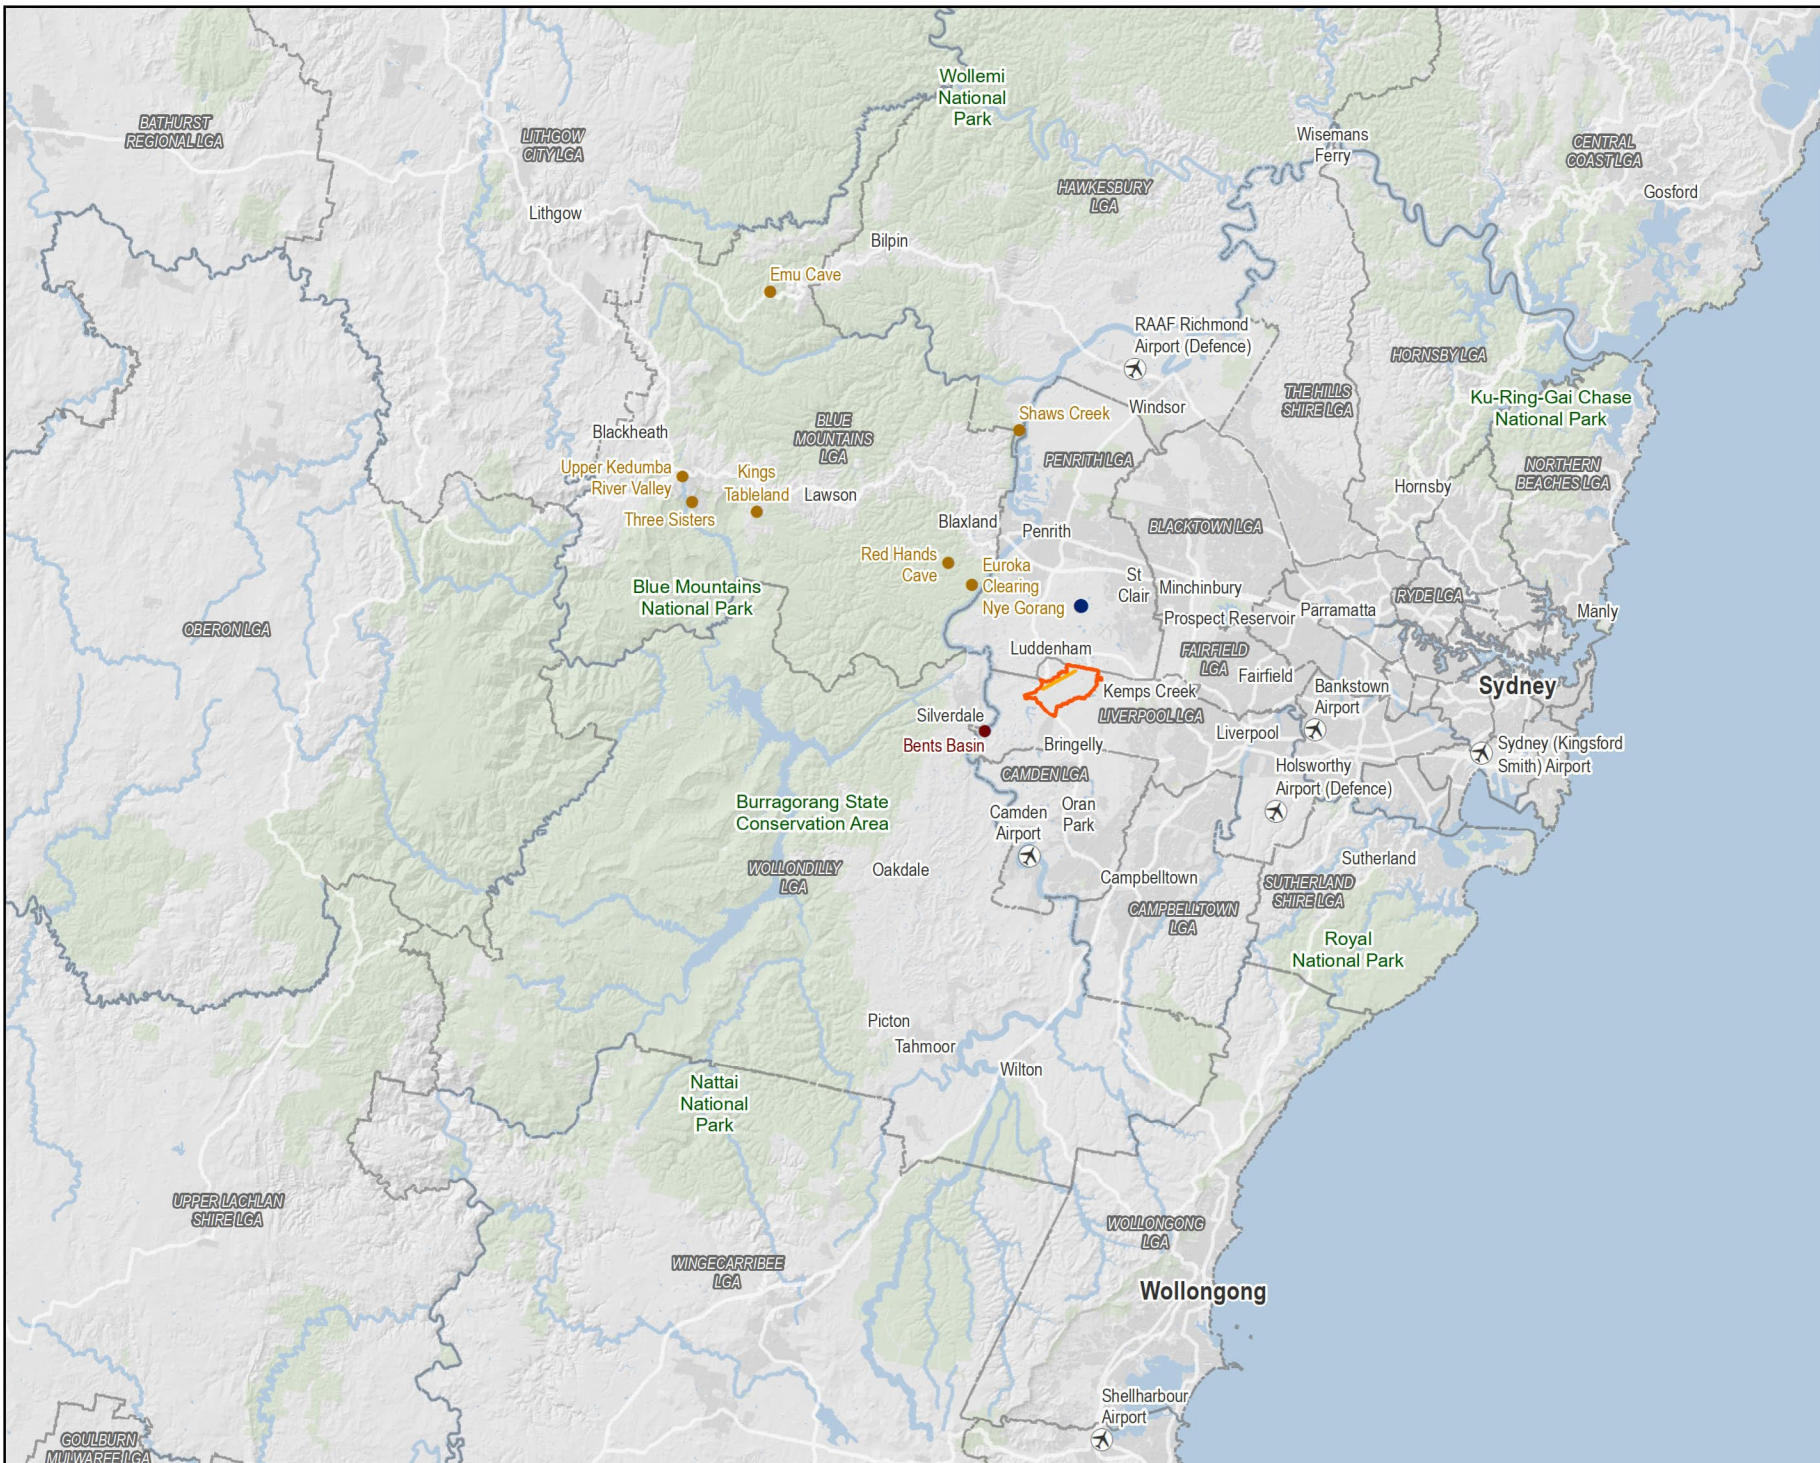 Wollemi
National
Park
BATHURST
REGIONAL LGA
LITHGOW
CITY LGA
Wisemans
Ferry
CENTRAL
COAST LGA
HAWKESBURY
LGA
Gosford
Lithgow
Bilpin
Emu Cave
RAAF Richmond
Airport (Defence)
HORNSBY LGA
THE HILLS
SHIRE LGA
Ku-Ring-Gai Chase
National Park
Windsor
Shaws Creek
BLUE
MOUNTAINS
LGA
Blackheath
PENRITH LGA
Upper Kedumba
River Valley
Kings
Tableland
Lawson
NORTHERN
BEACHES LGA
Hornsby
Three Sisters
Blaxland
Penrith
BLACKTOWN LGA
Red Hands
Cave
Euroka
Clearing
Nye Gorang
St
Clair
Minchinbury
Blue Mountains
National Park
RYDE LGA
Parramatta
Manly
Prospect Reservoir
OBERON LGA
Luddenham
FAIRFIELD
LGA
Fairfield
Sydney
Bankstown
Airport
Kemps Creek
LIVERPOOL LGA
Silverdale
Bents Basin
Bringelly
Liverpool
Sydney (Kingsford
Smith) Airport
Holsworthy
Airport (Defence)
CAMDEN LGA
Burragorang State
Conservation Area
Camden
Airport
Oran
Park
WOLLONDILLY
LGA
Oakdale
Sutherland
Campbelltown
SUTHERLAND
SHIRE LGA
CAMPBELLTOWN
LGA
Royal
National Park
Picton
Tahmoor
Wilton
Nattai
National
Park
UPPER LACHLAN
SHIRE LGA
WOLLONGONG
LGA
WINGECARRIBEE
LGA
Wollongong
Shellharbour
Airport
GOULBURN
MULWAREE LGA